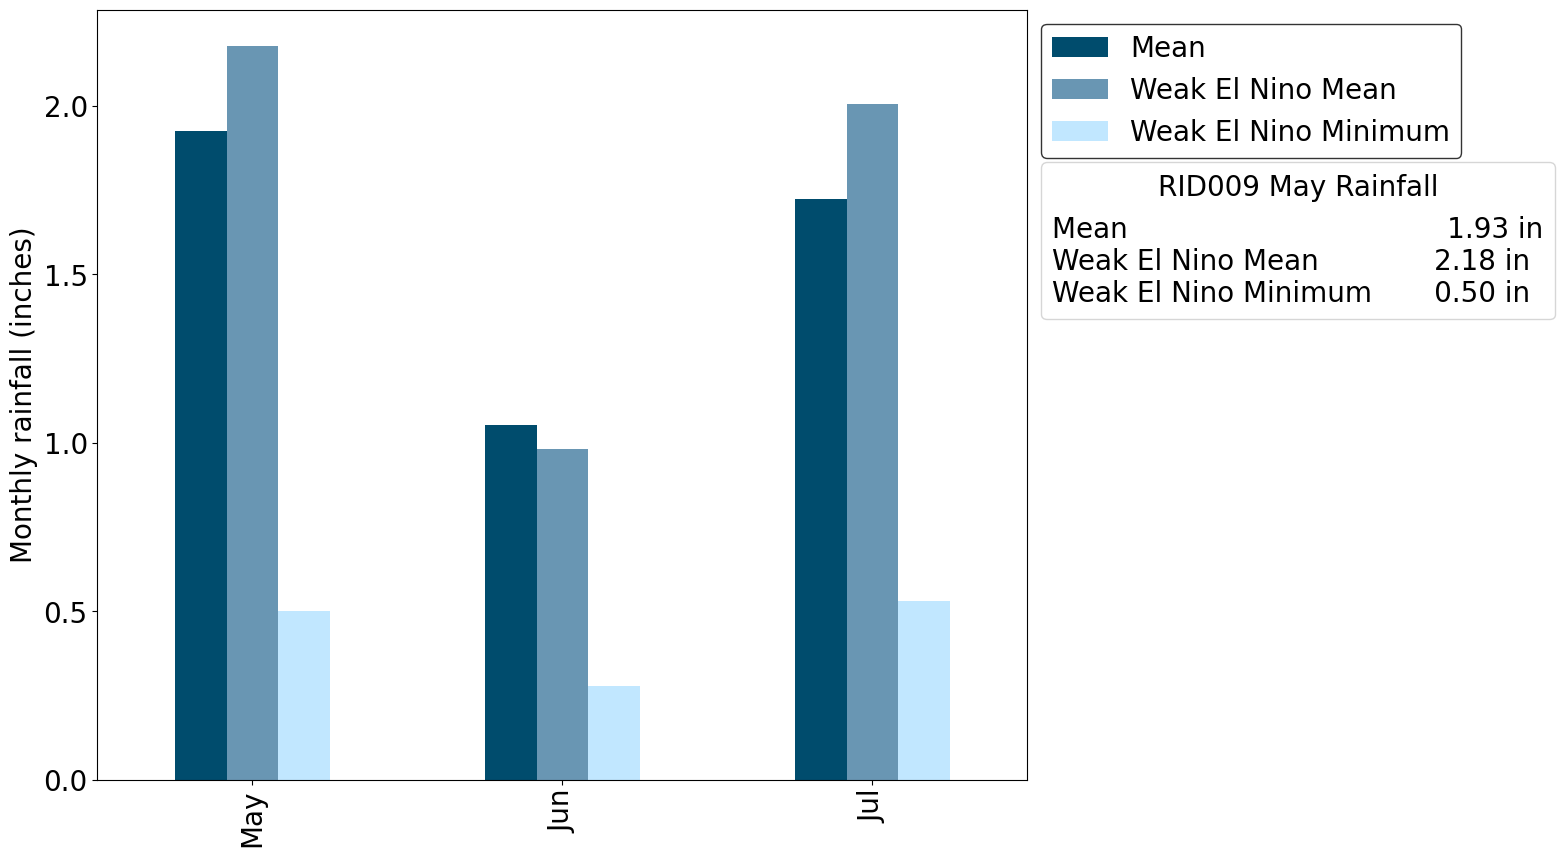 Monthly rainfall (inches)
2.0
1.5
1.0
0.5
0.0
May
Jun
Jul
Mean
Weak El Nino Mean
Weak El Nino Minimum
RID009 May Rainfall
Mean 1.93 in
Weak El Nino Mean 2.18 in
Weak El Nino Minimum 0.50 in